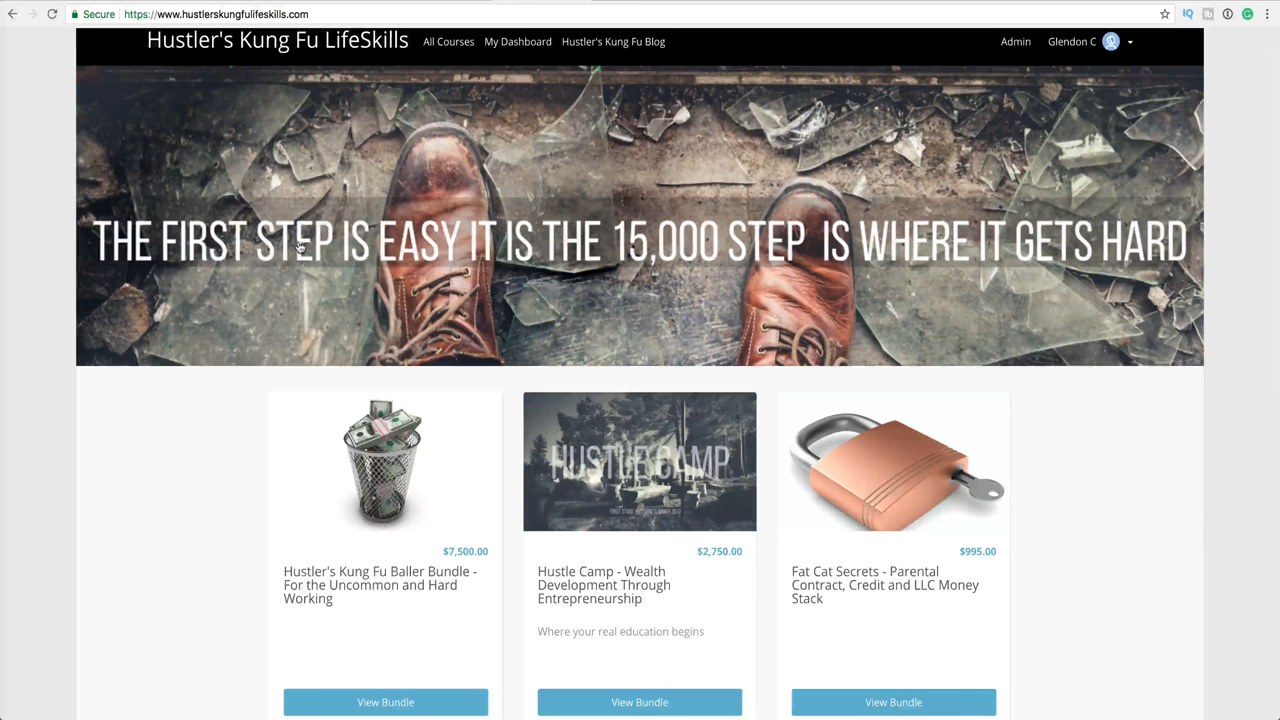 Secure
https://www.hustlerskungfulifeskills.com
Hustler's Kung Fu LifeSkills
All Courses
My Dashboard
Hustler's Kung Fu Blog
Admin
Glendon C
THE FIRST STEP IS EASY IT IS THE 15,000 STEP IS WHERE IT GETS HARD
HUSTLE CAMP
$7,500.00
Hustler's Kung Fu Baller Bundle -
For the Uncommon and Hard
Working
View Bundle
$2,750.00
Hustle Camp - Wealth
Development Through
Entrepreneurship
Where your real education begins
View Bundle
$995.00
Fat Cat Secrets - Parental
Contract, Credit and LLC Money
Stack
View Bundle